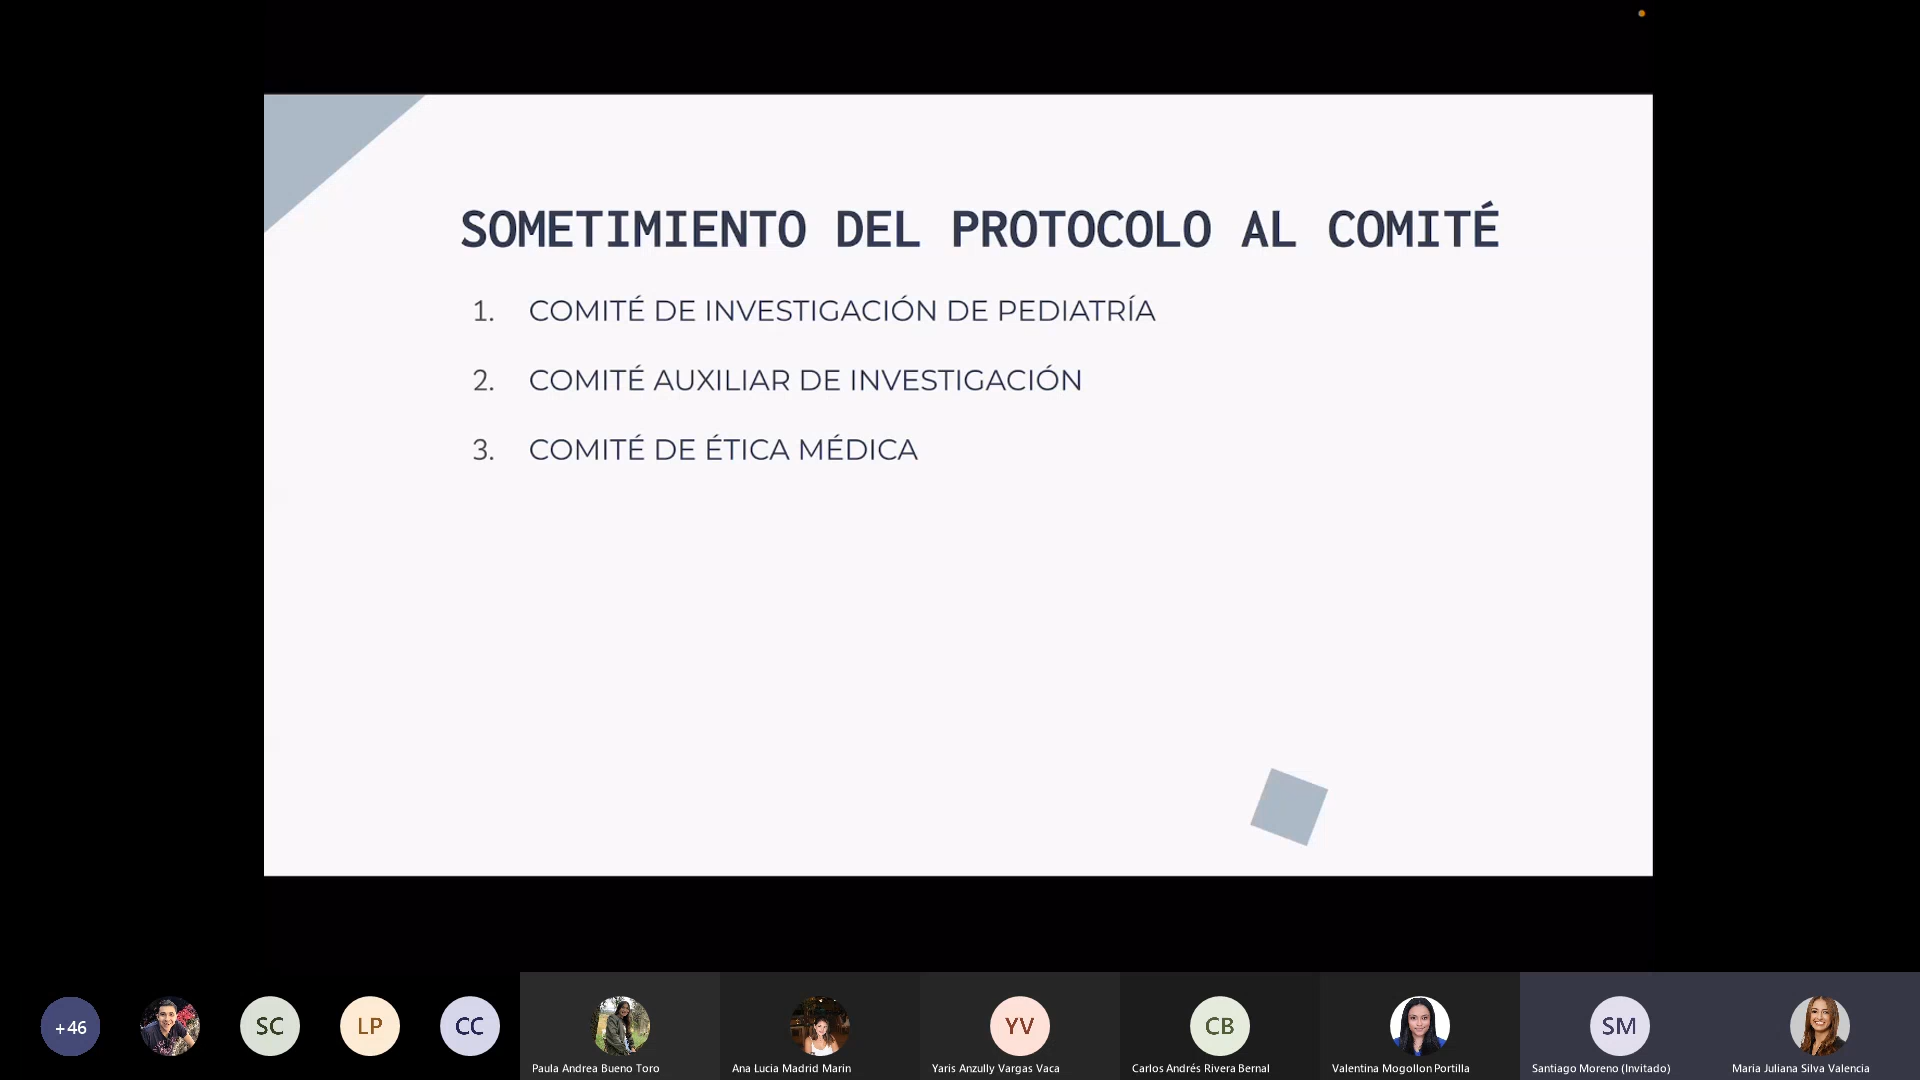 SOMETIMIENTO DEL PROTOCOLO AL COMITÉ
1. COMITÉ DE INVESTIGACIÓN DE PEDIATRÍA
2. COMITÉ AUXILIAR DE INVESTIGACIÓN
3. COMITÉ DE ÉTICA MÉDICA
+46
SC
LP
CC
YV
CB
SM
Paula Andrea Bueno Toro
Ana Lucia Madrid Marin
Yaris Anzully Vargas Vaca
Carlos Andrés Rivera Bernal
Valentina Mogollon Portilla
Santiago Moreno (Invitado)
Maria Juliana Silva Valencia